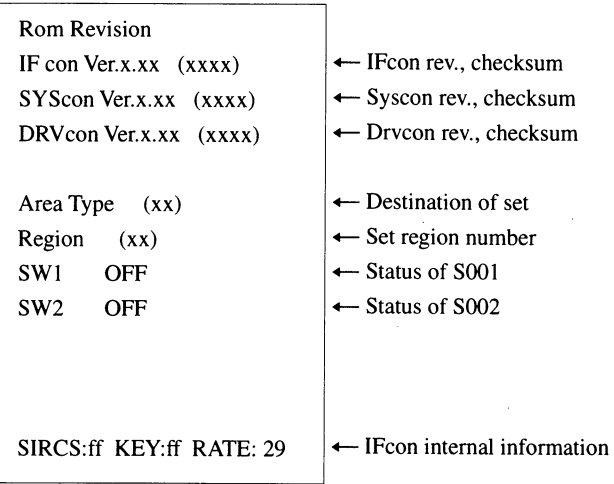 Rom Revision
IF con Ver.x.xx (xxxx) ← IFcon rev., checksum
SYScon Ver.x.xx (xxxx) ← Syscon rev., checksum
DRVcon Ver.x.xx (xxxx) ← Drvcon rev., checksum
Area Type (xx) ← Destination of set
Region (xx) ← Set region number
SW1 OFF ← Status of S001
SW2 OFF ← Status of S002
SIRCS:ff KEY:ff RATE: 29 ← IFcon internal information